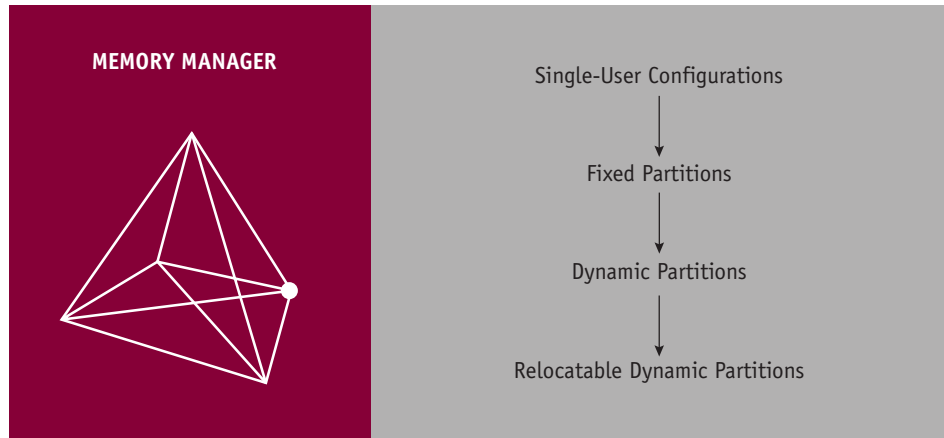 MEMORY MANAGER
Single-User Configurations
Fixed Partitions
Dynamic Partitions
Relocatable Dynamic Partitions